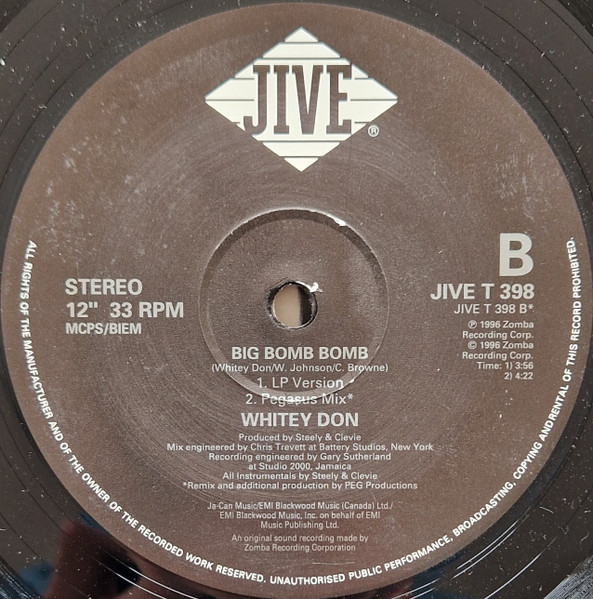 JIVE
®
B
STEREO
12" 33 RPM
MCPS/BIEM
JIVE T 398
JIVE T 398 B*
℗ 1996 Zomba
Recording Corp.
© 1996 Zomba
Recording Corp.
Time: 1) 3:56
2) 4:22
BIG BOMB BOMB
(Whitey Don/W. Johnson/C. Browne)
1. LP Version
2. Pegasus Mix*
WHITEY DON
Produced by Steely & Clevie
Mix engineered by Chris Trevett at Battery Studios, New York
Recording engineered by Gary Sutherland
at Studio 2000, Jamaica
All Instrumentals by Steely & Clevie
*Remix and additional production by PEG Productions
Ja-Can Music/EMI Blackwood Music (Canada) Ltd./
EMI Blackwood Music, Inc. on behalf of EMI
Music Publishing Ltd.
An original sound recording made by
Zomba Recording Corporation
ALL RIGHTS OF THE MANUFACTURER AND OF THE OWNER OF THE RECORDED WORK RESERVED. UNAUTHORISED PUBLIC PERFORMANCE, BROADCASTING, COPYING AND RENTAL OF THIS RECORD PROHIBITED.